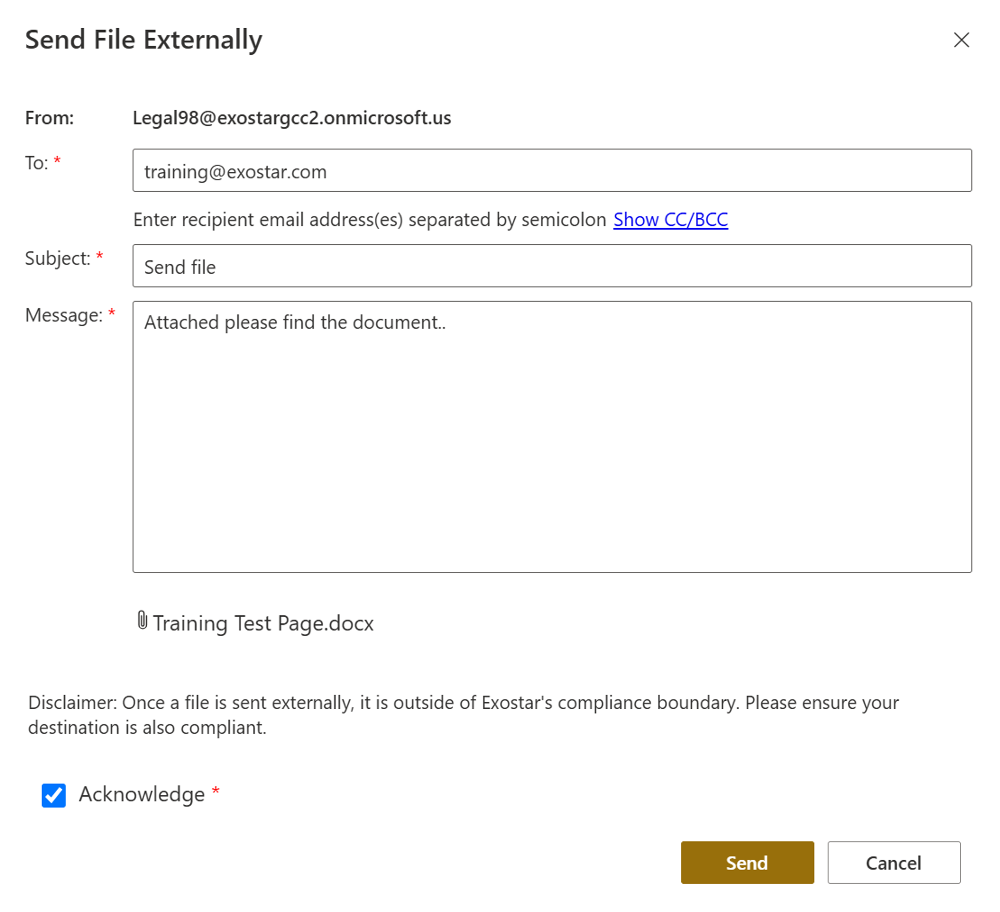 Send File Externally
From: Legal98@exostargcc2.onmicrosoft.us
To: * training@exostar.com
Enter recipient email address(es) separated by semicolon Show CC/BCC
Subject: * Send file
Message: * Attached please find the document..
Training Test Page.docx
Disclaimer: Once a file is sent externally, it is outside of Exostar's compliance boundary. Please ensure your
destination is also compliant.
Acknowledge *
Send Cancel